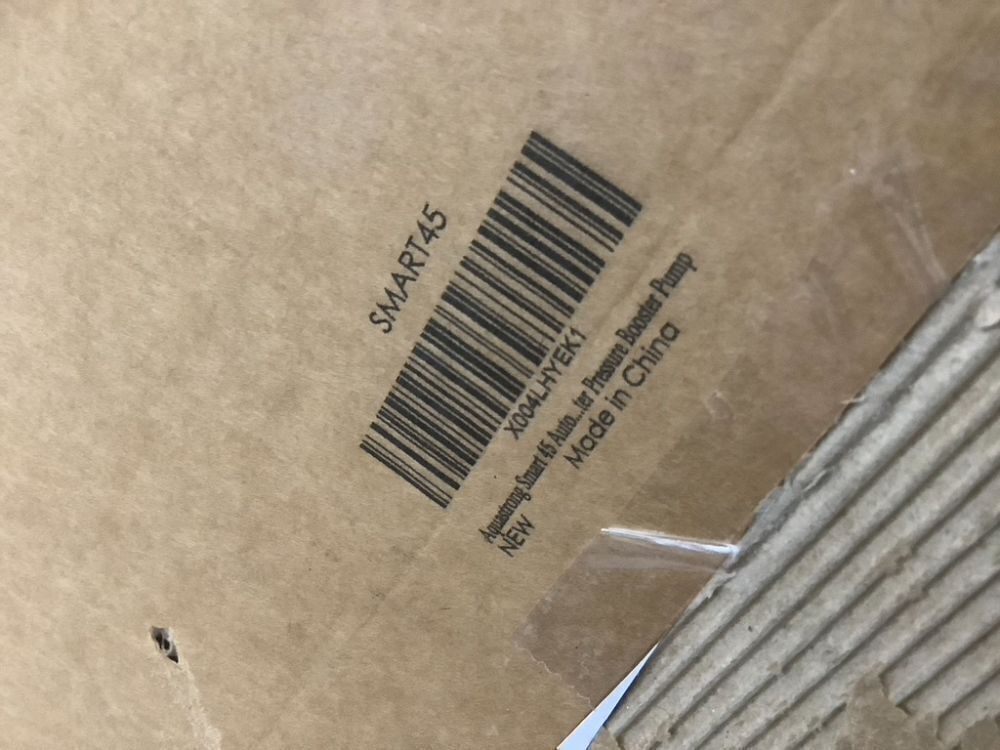 SMART45
X004LHYEK1
Aquastrong Smart 45 Auto...ter Pressure Booster Pump
NEW
Made in China